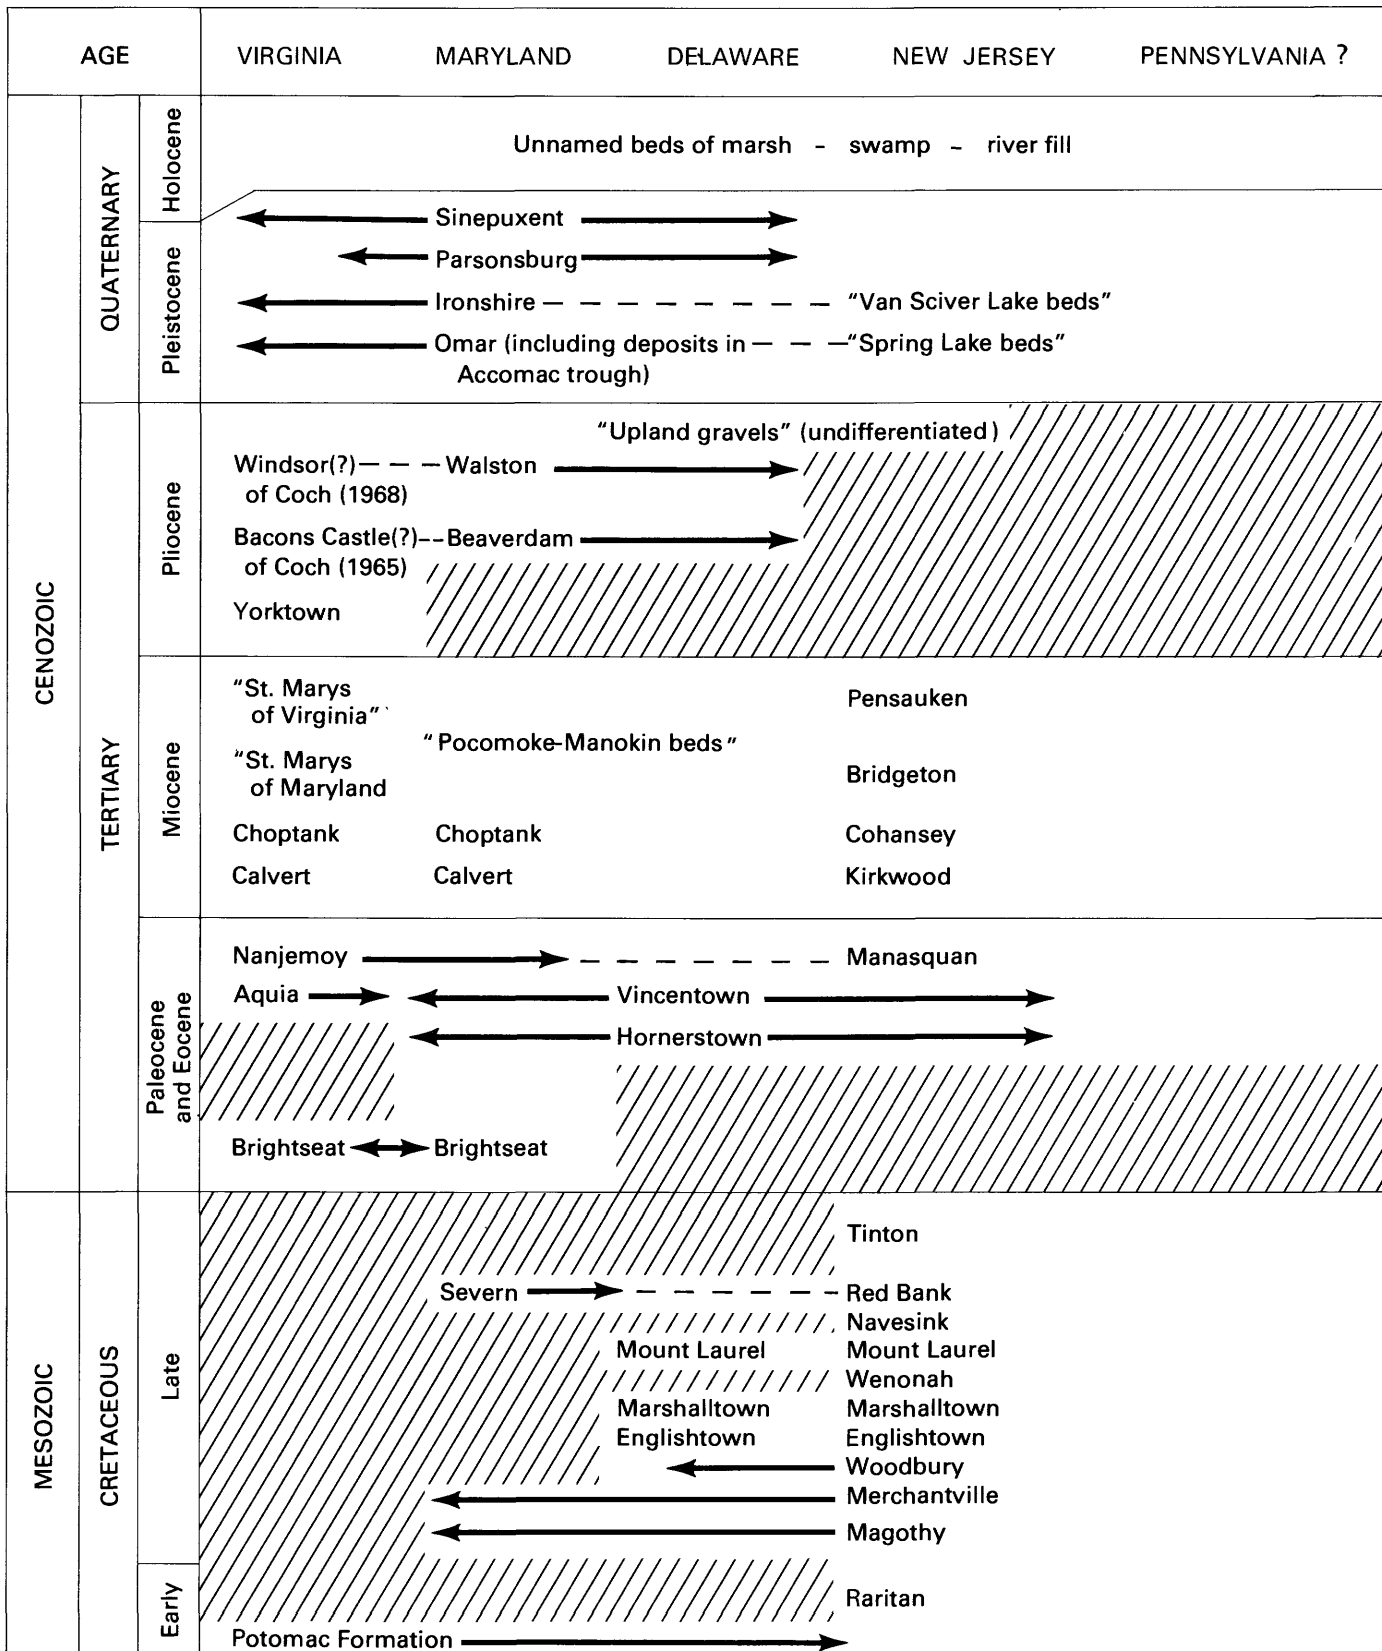 AGE VIRGINIA MARYLAND DELAWARE NEW JERSEY PENNSYLVANIA ?
CENOZOIC
QUATERNARY
Holocene
Unnamed beds of marsh - swamp - river fill
Pleistocene
Sinepuxent
Parsonsburg
Ironshire "Van Sciver Lake beds"
Omar (including deposits in "Spring Lake beds"
Accomac trough)
TERTIARY
Pliocene
"Upland gravels" (undifferentiated)
Windsor(?) Walston
of Coch (1968)
Bacons Castle(?) Beaverdam
of Coch (1965)
Yorktown
Miocene
"St. Marys Pensauken
of Virginia"
"Pocomoke-Manokin beds"
"St. Marys Bridgeton
of Maryland
Choptank Choptank Cohansey
Calvert Calvert Kirkwood
Paleocene
and Eocene
Nanjemoy Manasquan
Aquia Vincentown
Hornerstown
Brightseat Brightseat
MESOZOIC
CRETACEOUS
Late
Tinton
Severn Red Bank
Navesink
Mount Laurel Mount Laurel
Wenonah
Marshalltown Marshalltown
Englishtown Englishtown
Woodbury
Merchantville
Magothy
Early
Raritan
Potomac Formation